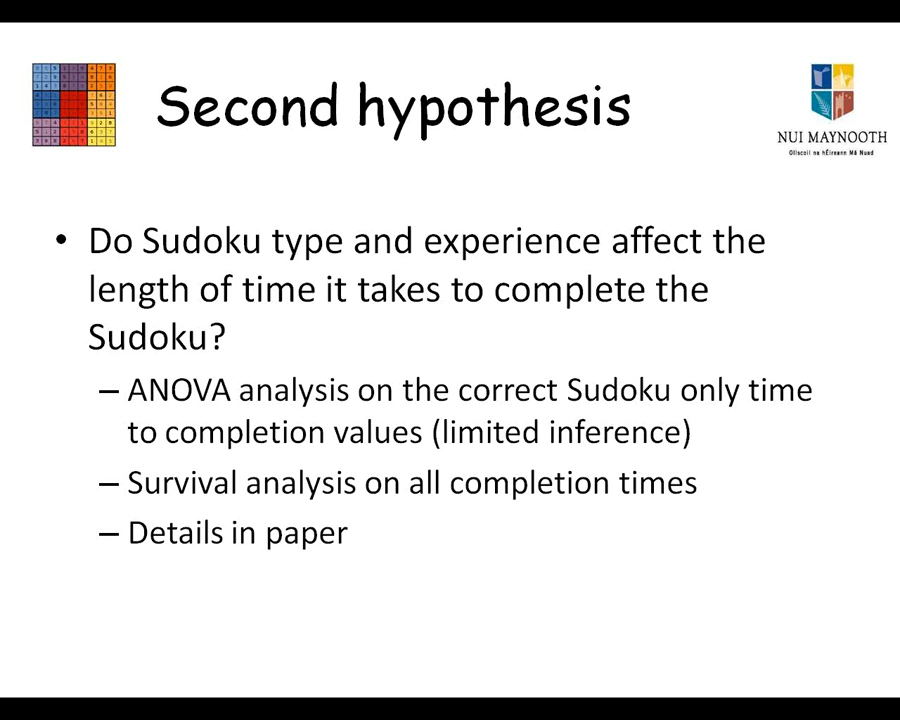 Second hypothesis
NUI MAYNOOTH
Ollscoil na hÉireann Má Nuad
• Do Sudoku type and experience affect the
length of time it takes to complete the
Sudoku?
– ANOVA analysis on the correct Sudoku only time
to completion values (limited inference)
– Survival analysis on all completion times
– Details in paper